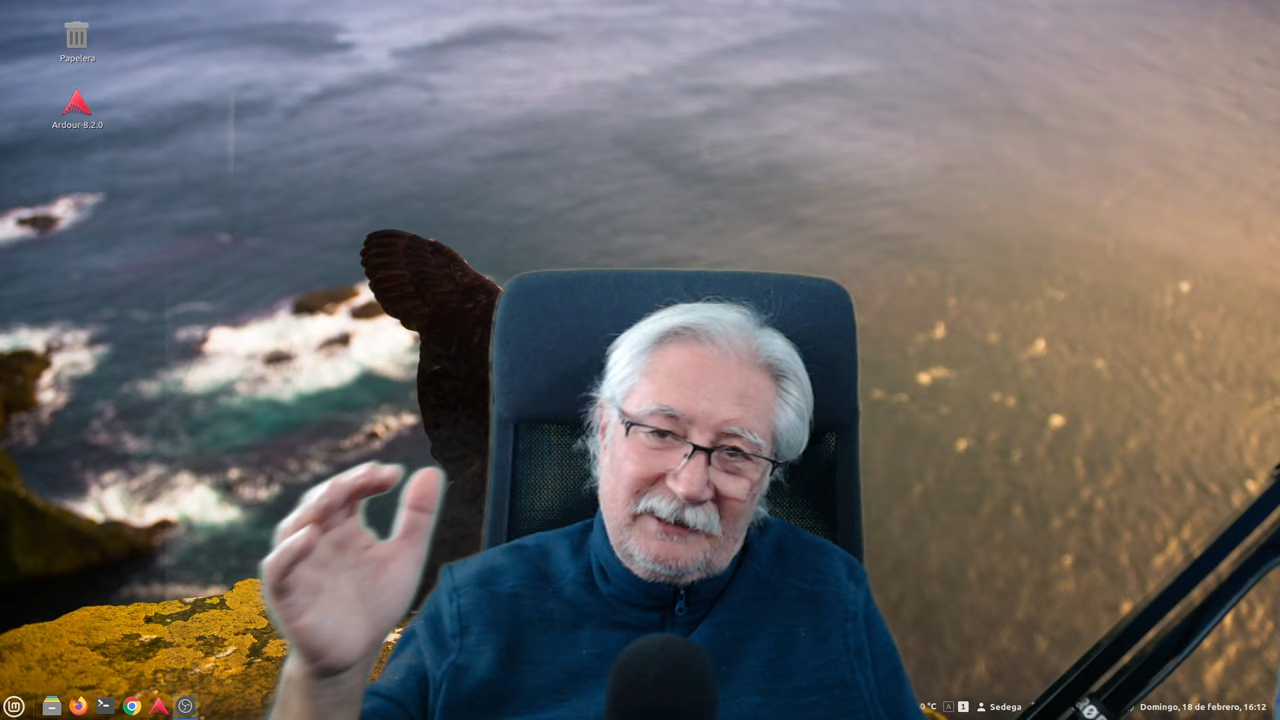 Papelera
Ardour-8.2.0
0 °C A 1 Sedega Domingo, 18 de febrero, 16:12